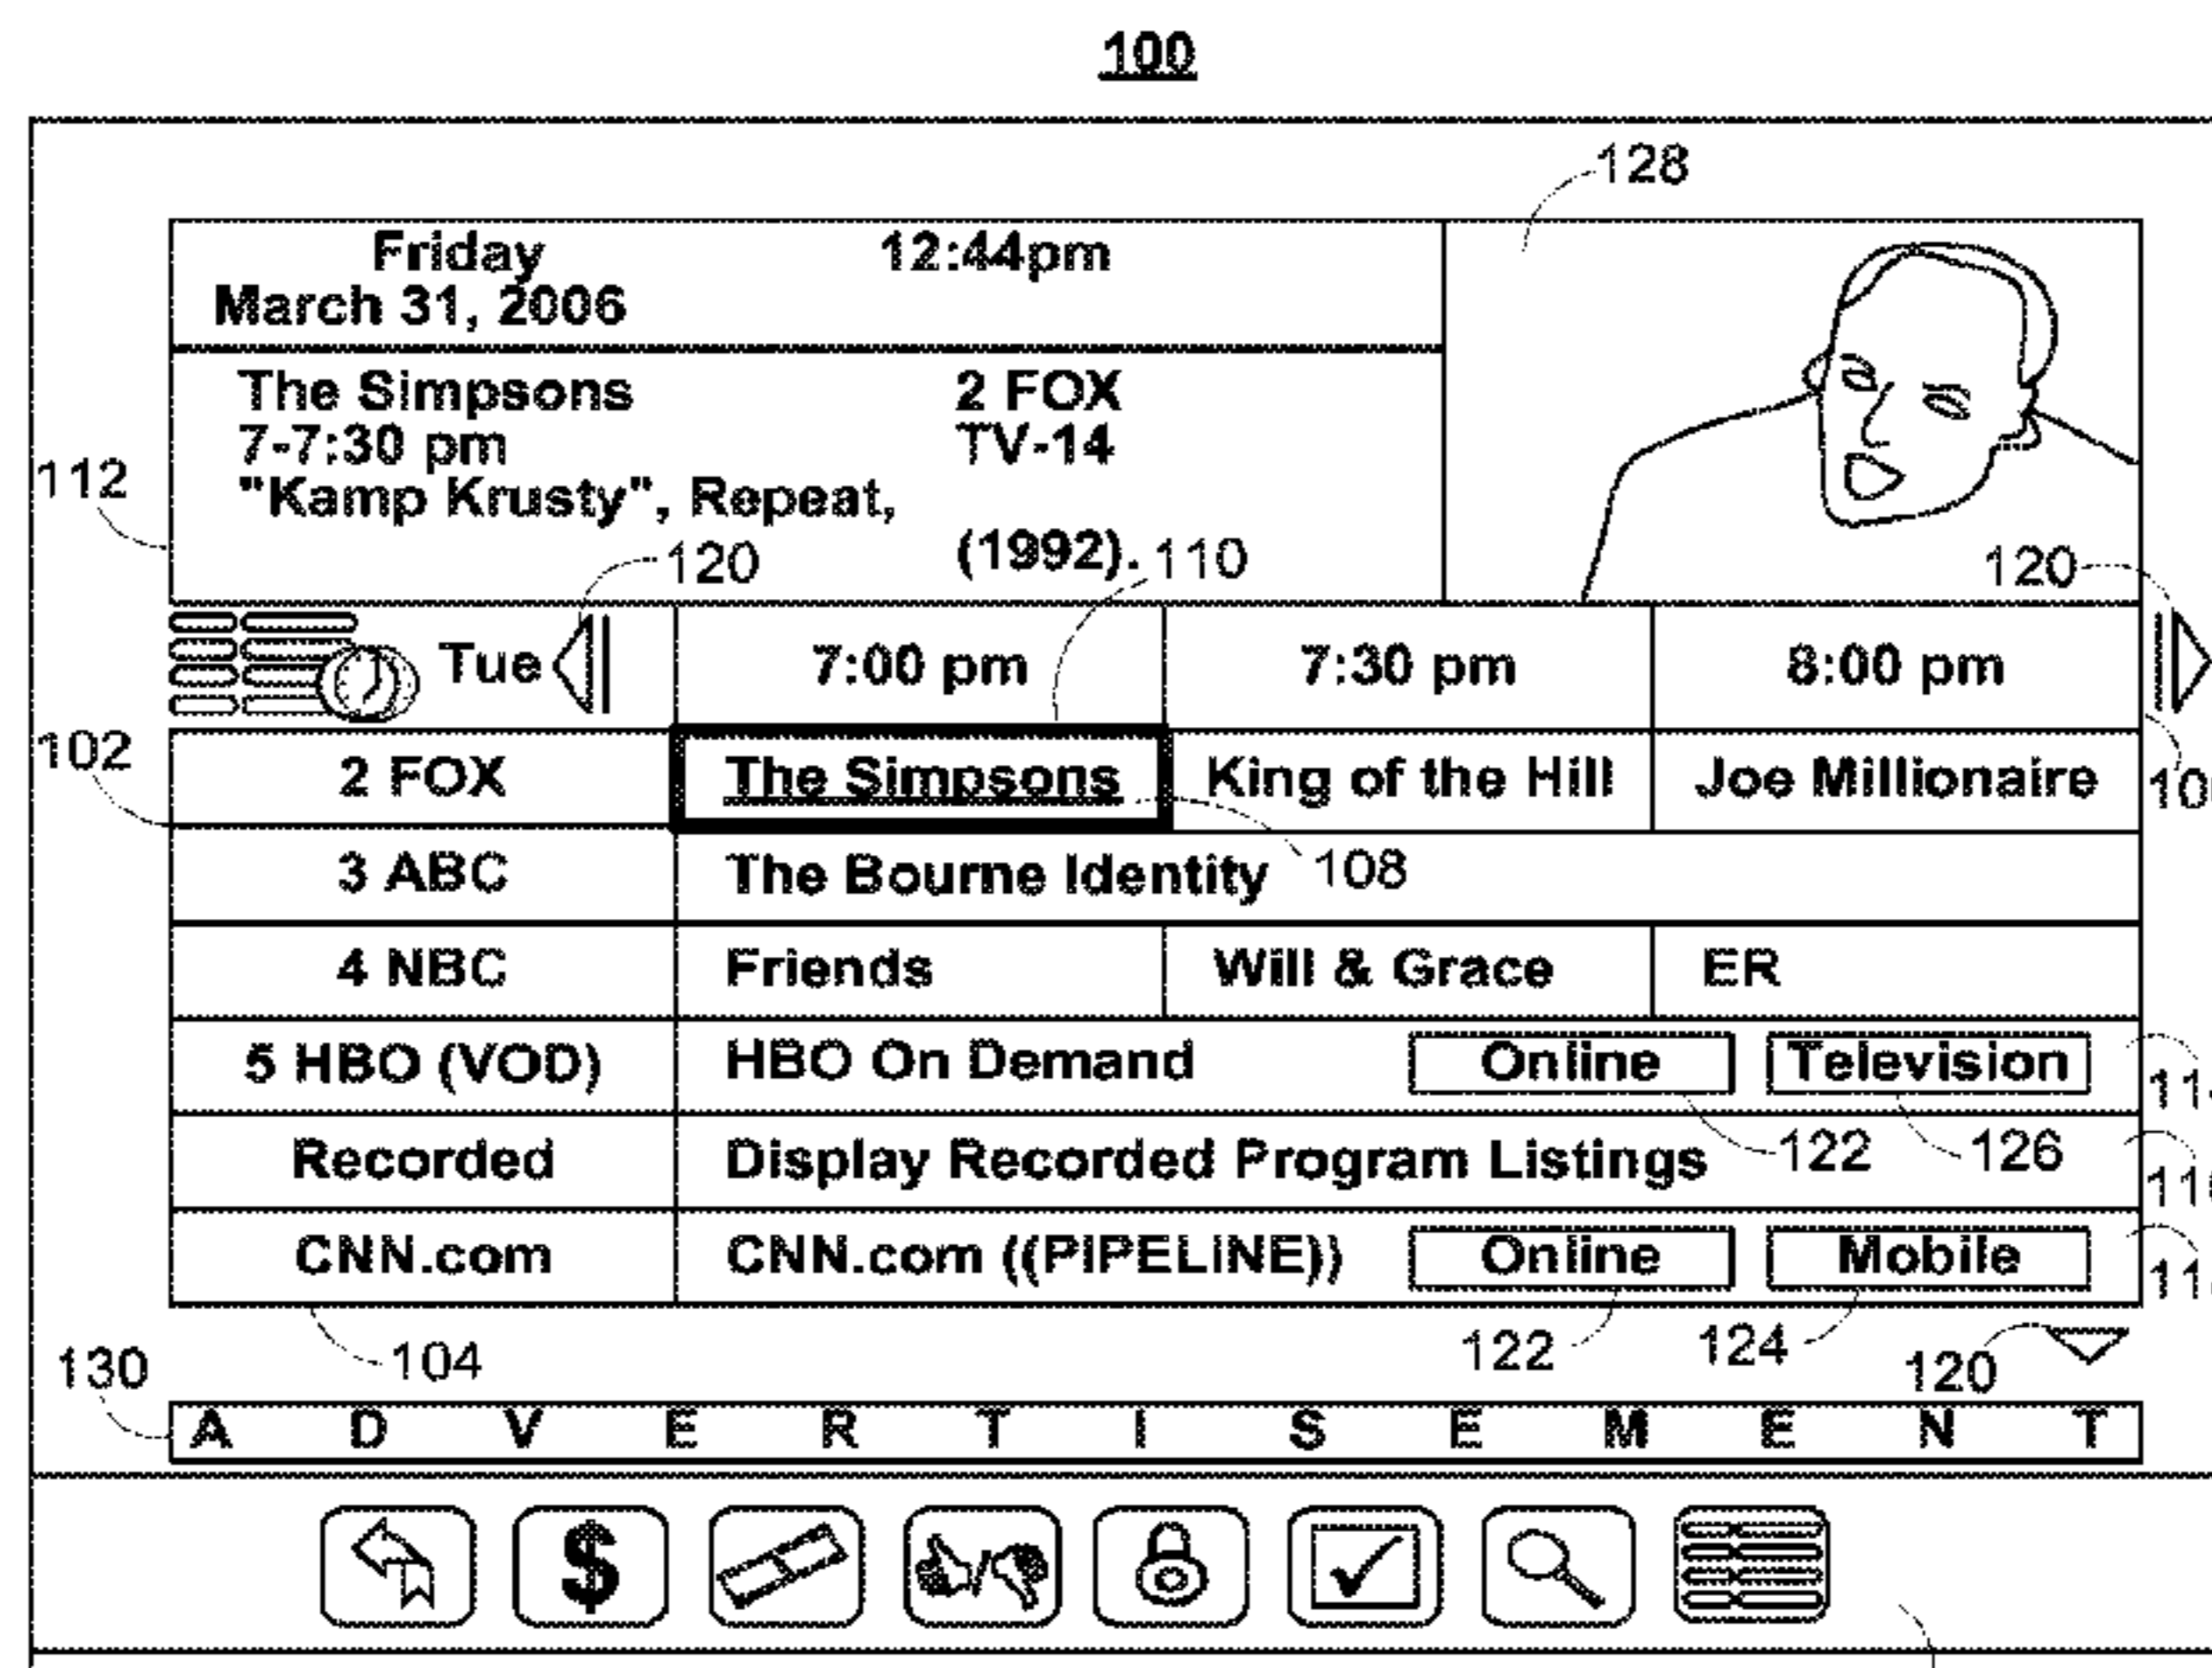 100
128
Friday 12:44pm
March 31, 2006
The Simpsons 2 FOX
7-7:30 pm TV-14
112
"Kamp Krusty", Repeat,
(1992).
120 110 120
Tue 7:00 pm 7:30 pm 8:00 pm
102
2 FOX The Simpsons King of the Hill Joe Millionaire
3 ABC The Bourne Identity 108
4 NBC Friends Will & Grace ER
5 HBO (VOD) HBO On Demand Online Television
122 126
Recorded Display Recorded Program Listings
CNN.com CNN.com ((PIPELINE)) Online Mobile
130 104 122 124 120
A D V E R T I S E M E N T
$